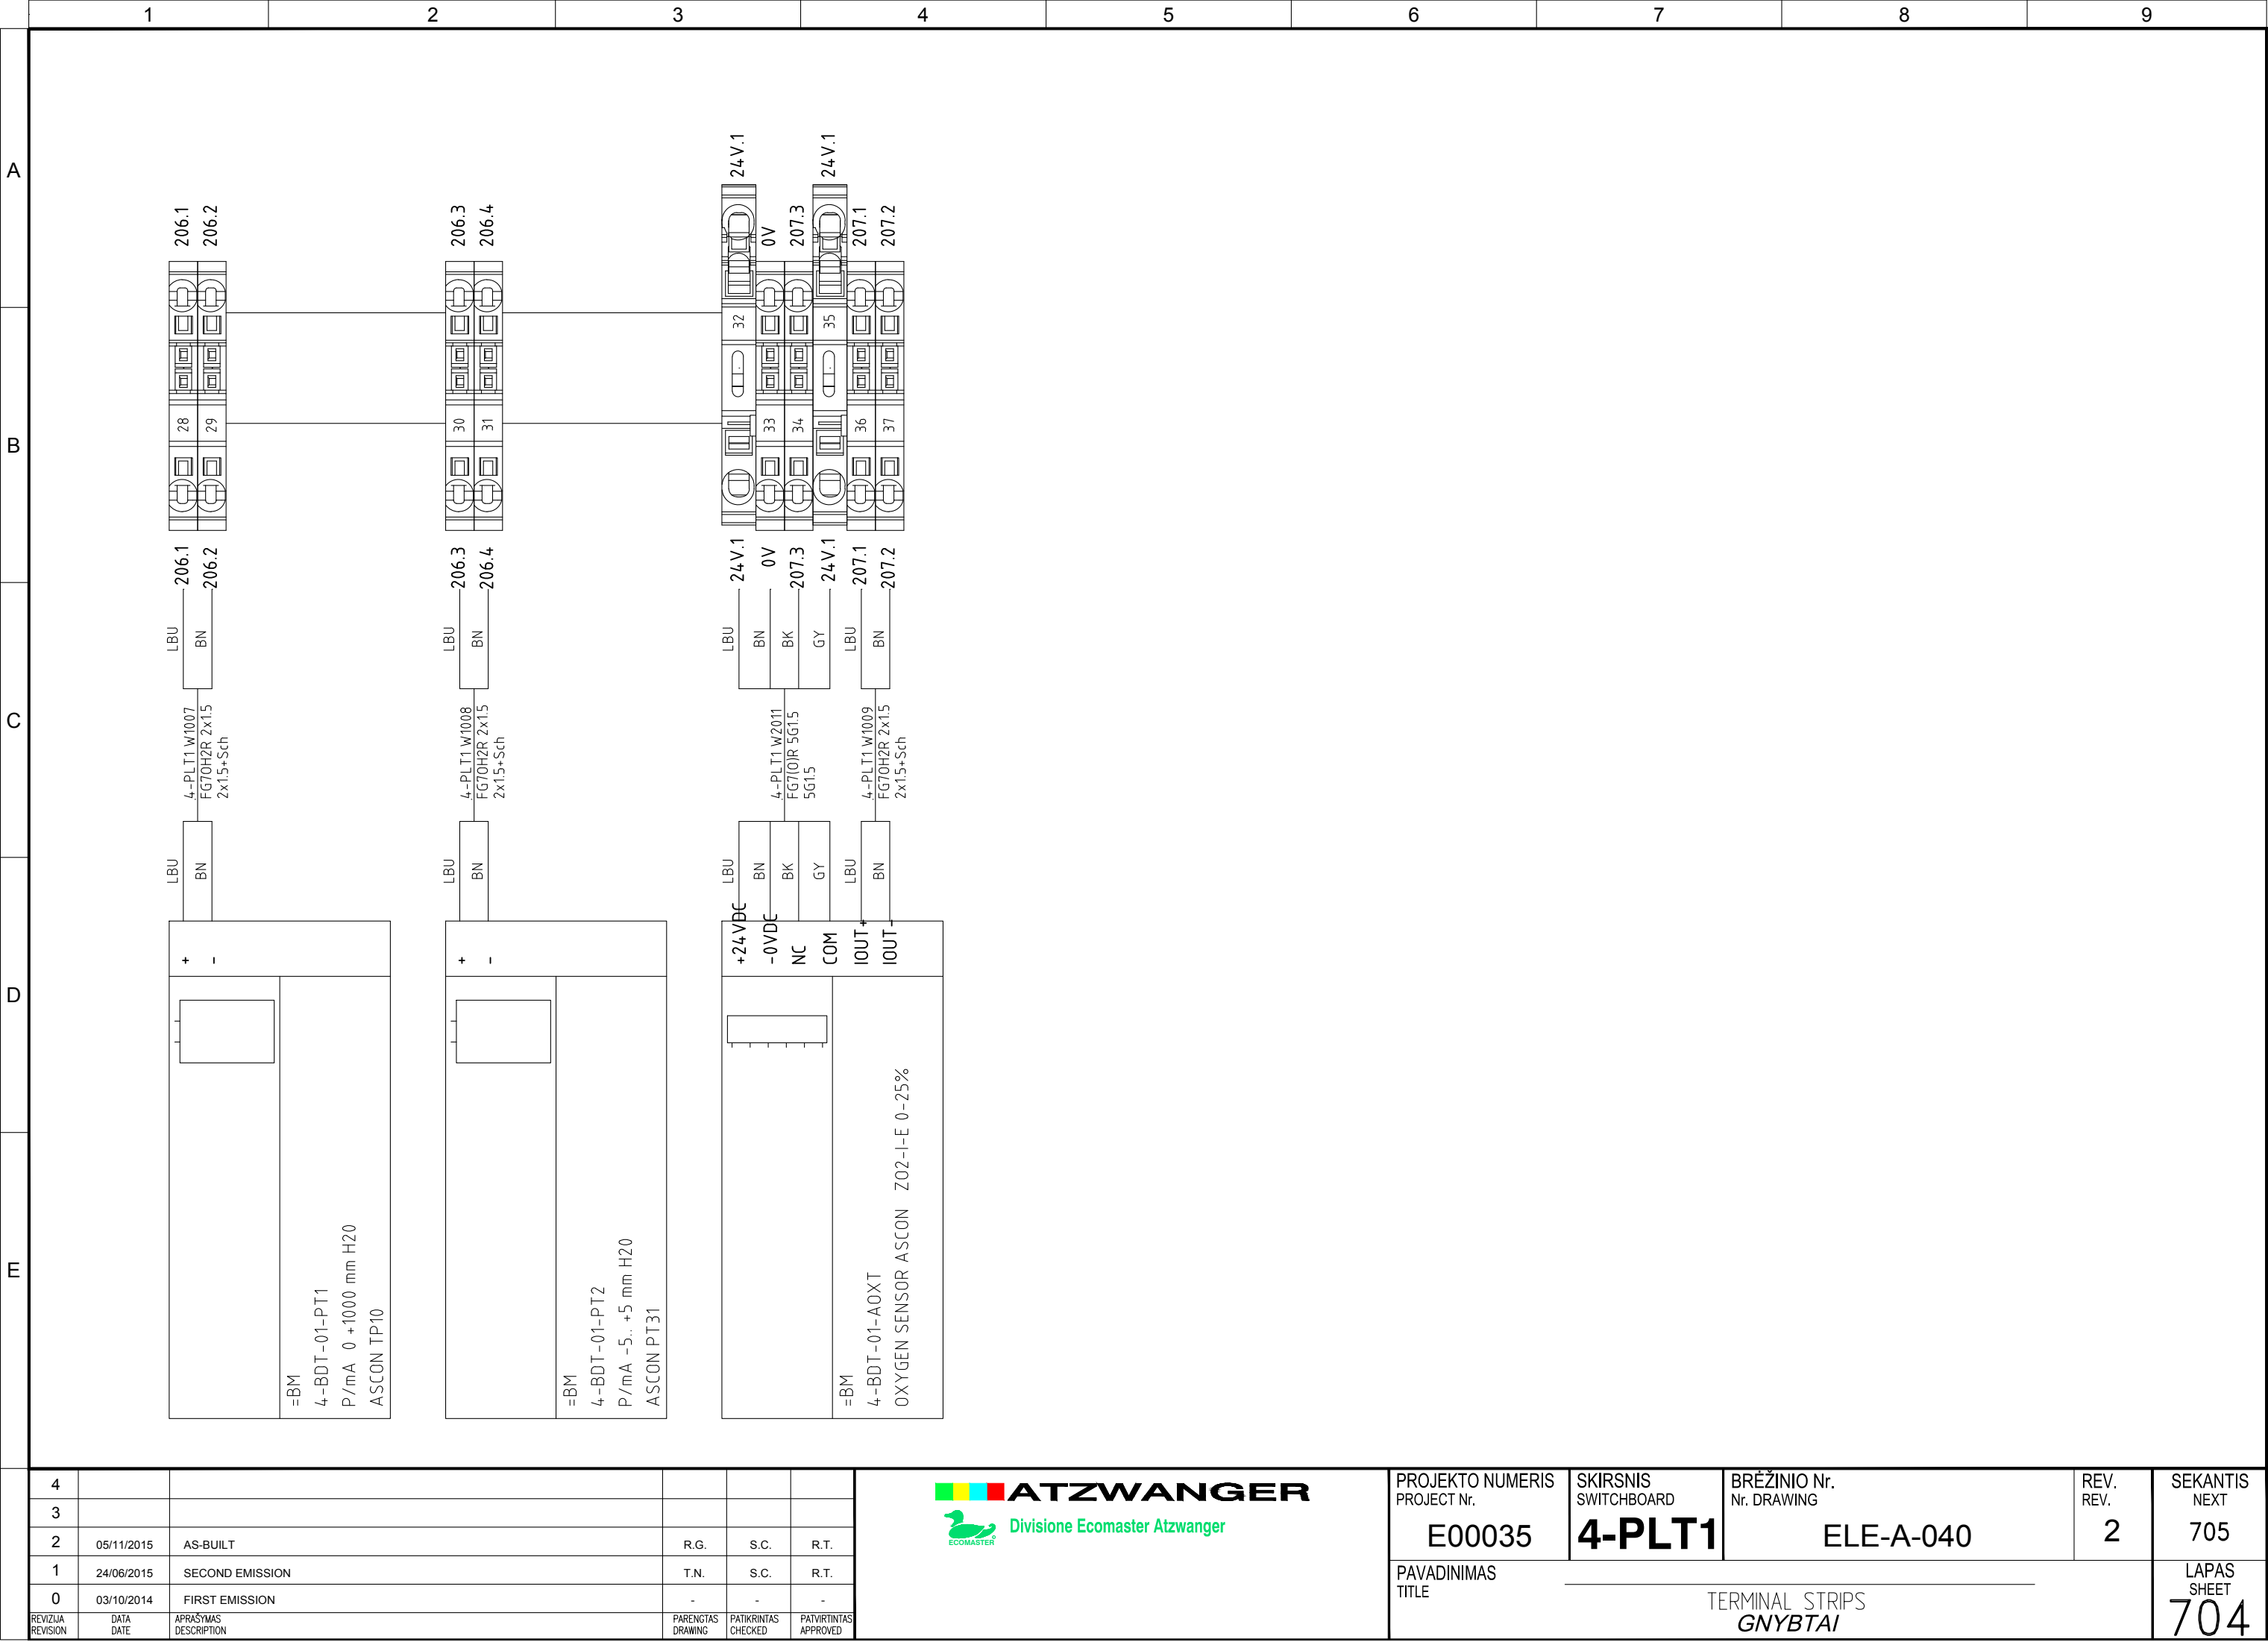 1 2 3 4 5 6 7 8 9
A
B
C
D
E
206.1
206.2
206.3
206.4
24V.1
0V
207.3
24V.1
207.1
207.2
28
29
30
31
32
33
34
35
36
37
206.1
206.2
206.3
206.4
24V.1
0V
207.3
24V.1
207.1
207.2
LBU
BN
LBU
BN
LBU
BN
BK
GY
LBU
BN
4-PLT1 W1007
FG7OH2R 2x1.5
2x1.5+Sch
4-PLT1 W1008
FG7OH2R 2x1.5
2x1.5+Sch
4-PLT1 W2011
FG7(O)R 5G1.5
5G1.5
4-PLT1 W1009
FG7OH2R 2x1.5
2x1.5+Sch
LBU
BN
LBU
BN
LBU
BN
BK
GY
LBU
BN
+
-
+
-
+24VDC
-0VDC
NC
COM
IOUT+
IOUT-
=BM
4-BDT-01-PT1
P/mA 0 +1000 mm H20
ASCON TP10
=BM
4-BDT-01-PT2
P/mA -5.. +5 mm H20
ASCON PT31
=BM
4-BDT-01-AOXT
OXYGEN SENSOR ASCON ZO2-I-E 0-25%
4
3
2 05/11/2015 AS-BUILT R.G. S.C. R.T.
1 24/06/2015 SECOND EMISSION T.N. S.C. R.T.
0 03/10/2014 FIRST EMISSION - - -
REVIZIJA DATA APRAŠYMAS PARENGTAS PATIKRINTAS PATVIRTINTAS
REVISION DATE DESCRIPTION DRAWING CHECKED APPROVED
ATZWANGER
Divisione Ecomaster Atzwanger
ECOMASTER
PROJEKTO NUMERIS
PROJECT Nr.
E00035
SKIRSNIS
SWITCHBOARD
4-PLT1
BRĖŽINIO Nr.
Nr. DRAWING
ELE-A-040
REV.
REV.
2
SEKANTIS
NEXT
705
PAVADINIMAS
TITLE
TERMINAL STRIPS
GNYBTAI
LAPAS
SHEET
704